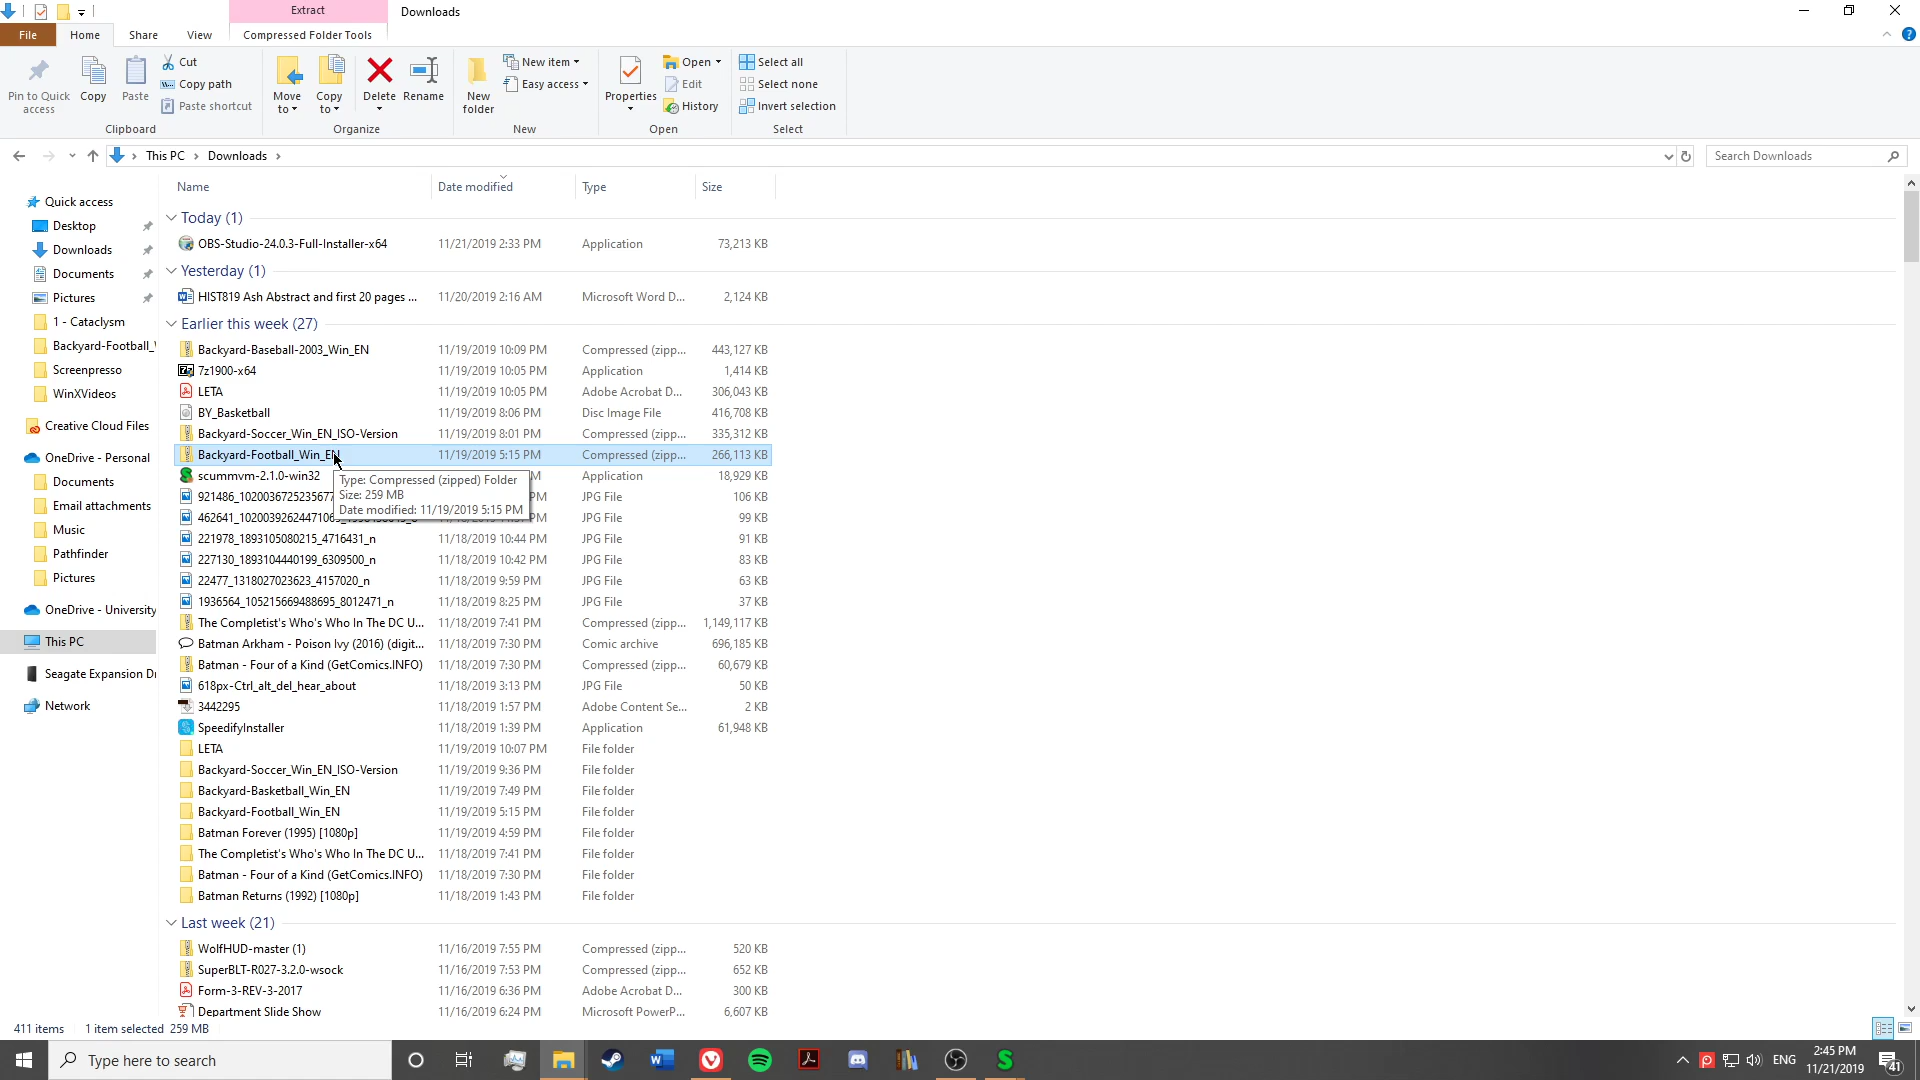 Extract
Downloads
File
Home
Share
View
Compressed Folder Tools
Pin to Quick
access
Copy
Paste
Cut
Copy path
Paste shortcut
Clipboard
Move
to
Copy
to
Delete
Rename
Organize
New
folder
New item
Easy access
New
Properties
Open
Edit
History
Open
Select all
Select none
Invert selection
Select
This PC
Downloads
Search Downloads
Quick access
Desktop
Downloads
Documents
Pictures
1 - Cataclysm
Backyard-Football_
Screenpresso
WinXVideos
Creative Cloud Files
OneDrive - Personal
Documents
Email attachments
Music
Pathfinder
Pictures
OneDrive - University
This PC
Seagate Expansion
Network
Name Date modified Type Size
Today (1)
OBS-Studio-24.0.3-Full-Installer-x64 11/21/2019 2:33 PM Application 73,213 KB
Yesterday (1)
HIST819 Ash Abstract and first 20 pages ... 11/20/2019 2:16 AM Microsoft Word D... 2,124 KB
Earlier this week (27)
Backyard-Baseball-2003_Win_EN 11/19/2019 10:09 PM Compressed (zipp... 443,127 KB
7z1900-x64 11/19/2019 10:05 PM Application 1,414 KB
LETA 11/19/2019 10:05 PM Adobe Acrobat D... 306,043 KB
BY_Basketball 11/19/2019 8:06 PM Disc Image File 416,708 KB
Backyard-Soccer_Win_EN_ISO-Version 11/19/2019 8:01 PM Compressed (zipp... 335,312 KB
Backyard-Football_Win_EN 11/19/2019 5:15 PM Compressed (zipp... 266,113 KB
scummvm-2.1.0-win32 Application 18,929 KB
Type: Compressed (zipped) Folder
Size: 259 MB
Date modified: 11/19/2019 5:15 PM
921486_1020036725235677 PM JPG File 106 KB
JPG File 99 KB
221978_1893105080215_4716431_n 11/18/2019 10:44 PM JPG File 91 KB
227130_1893104440199_6309500_n 11/18/2019 10:42 PM JPG File 83 KB
22477_1318027023623_4157020_n 11/18/2019 9:59 PM JPG File 63 KB
1936564_105215669488695_8012471_n 11/18/2019 8:25 PM JPG File 37 KB
The Completist's Who's Who In The DC U... 11/18/2019 7:41 PM Compressed (zipp... 1,149,117 KB
Batman Arkham - Poison Ivy (2016) (digit... 11/18/2019 7:30 PM Comic archive 696,185 KB
Batman - Four of a Kind (GetComics.INFO) 11/18/2019 7:30 PM Compressed (zipp... 60,679 KB
618px-Ctrl_alt_del_hear_about 11/18/2019 3:13 PM JPG File 50 KB
3442295 11/18/2019 1:57 PM Adobe Content Se... 2 KB
SpeedifyInstaller 11/18/2019 1:39 PM Application 61,948 KB
LETA 11/19/2019 10:07 PM File folder
Backyard-Soccer_Win_EN_ISO-Version 11/19/2019 9:36 PM File folder
Backyard-Basketball_Win_EN 11/19/2019 7:49 PM File folder
Backyard-Football_Win_EN 11/19/2019 5:15 PM File folder
Batman Forever (1995) [1080p] 11/19/2019 4:59 PM File folder
The Completist's Who's Who In The DC U... 11/18/2019 7:41 PM File folder
Batman - Four of a Kind (GetComics.INFO) 11/18/2019 7:30 PM File folder
Batman Returns (1992) [1080p] 11/18/2019 1:43 PM File folder
Last week (21)
WolfHUD-master (1) 11/16/2019 7:55 PM Compressed (zipp... 520 KB
SuperBLT-R027-3.2.0-wsock 11/16/2019 7:53 PM Compressed (zipp... 652 KB
Form-3-REV-3-2017 11/16/2019 6:36 PM Adobe Acrobat D... 300 KB
Department Slide Show 11/16/2019 6:24 PM Microsoft PowerP... 6,607 KB
411 items 1 item selected 259 MB
Type here to search
ENG
2:45 PM
11/21/2019
41